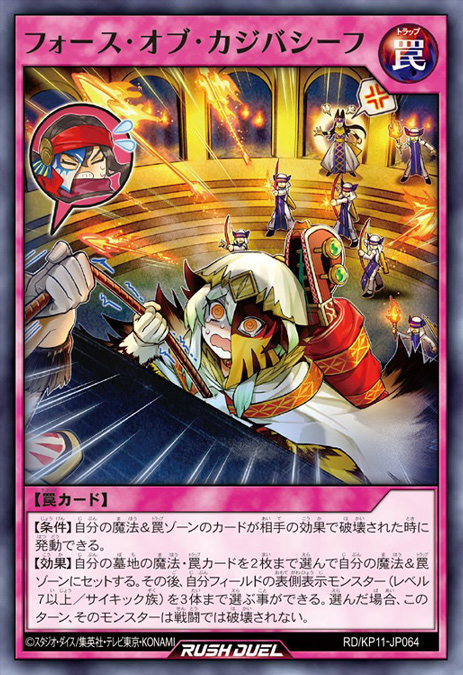 フォース・オブ・カジバシーフ
トラップ
罠
【罠カード】
【条件】自分の魔法&罠ゾーンのカードが相手の効果で破壊された時に
発動できる。
【効果】自分の墓地の魔法・罠カードを2枚まで選んで自分の魔法&罠
ゾーンにセットする。その後、自分フィールドの表側表示モンスター(レベル
7以上/サイキック族)を3体まで選ぶ事ができる。選んだ場合、この
ターン、そのモンスターは戦闘では破壊されない。
©スタジオ・ダイス/集英社・テレビ東京・KONAMI
RUSH DUEL
RD/KP11-JP064